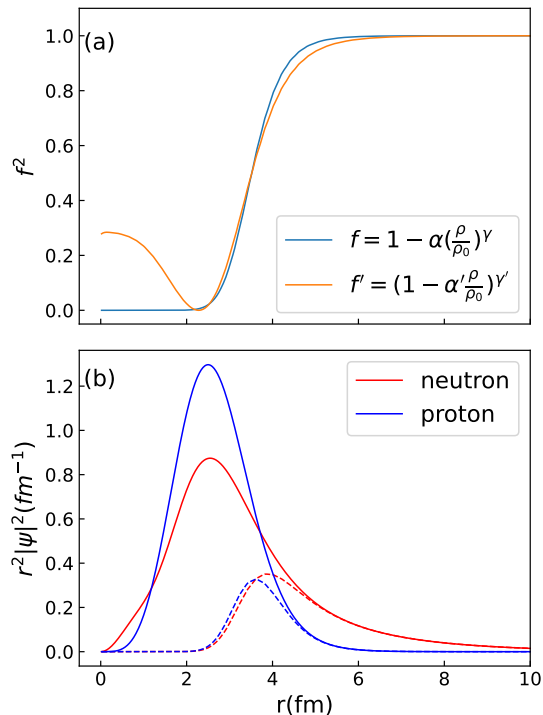 (a)
1.0
0.8
0.6
0.4
0.2
0.0
f²
f = 1 − α(ρ/ρ₀)^γ
f′ = (1 − α′ρ/ρ₀)^γ′
(b)
neutron
proton
1.2
1.0
0.8
0.6
0.4
0.2
0.0
r²|ψ|²(fm⁻¹)
0 2 4 6 8 10
r(fm)